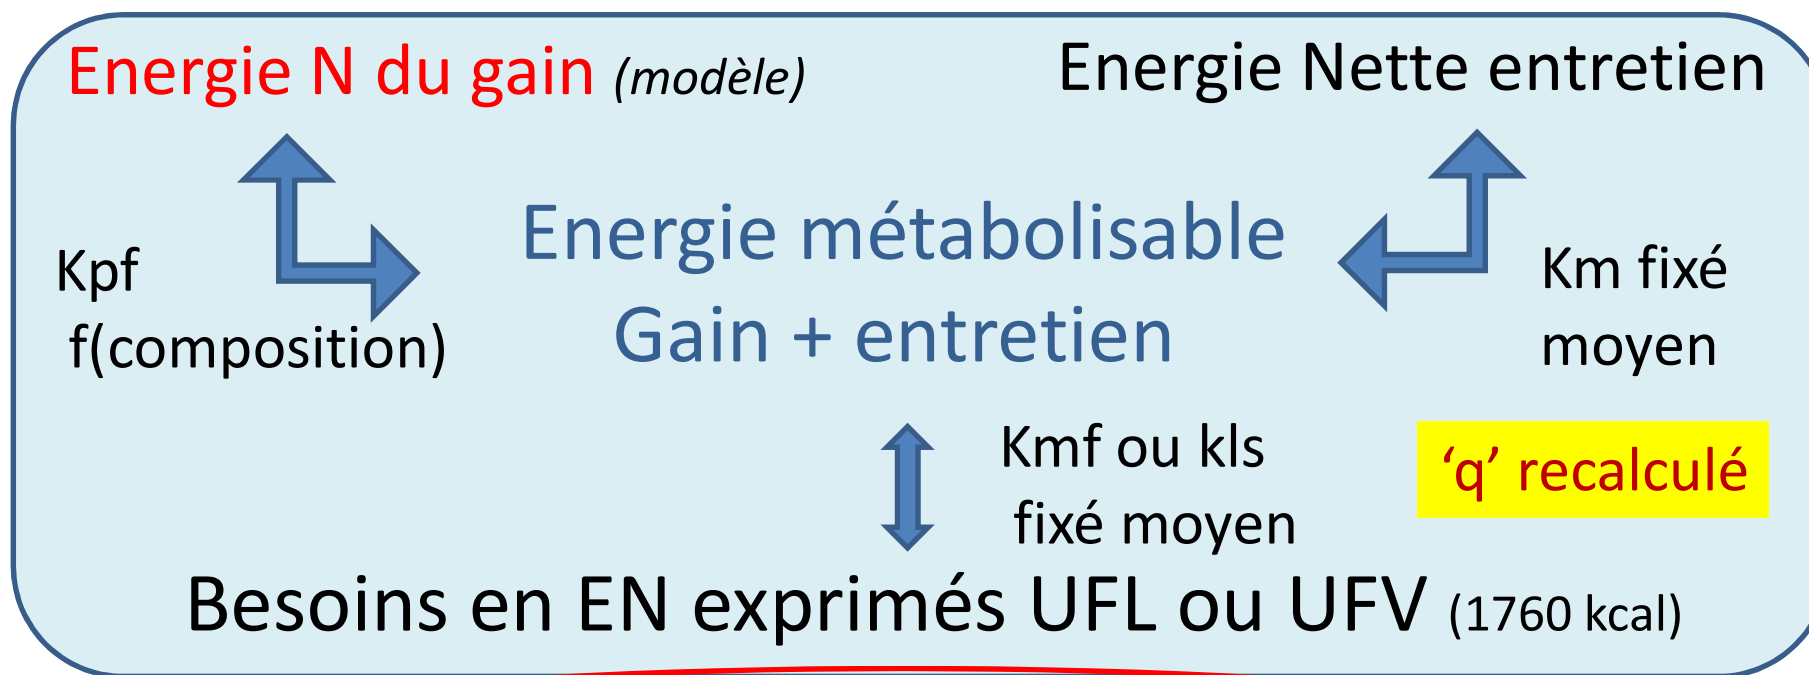 Energie N du gain (modèle)
Energie Nette entretien
Energie métabolisable
Gain + entretien
Kpf
f(composition)
Km fixé
moyen
Kmf ou kls
fixé moyen
‘q’ recalculé
Besoins en EN exprimés UFL ou UFV (1760 kcal)